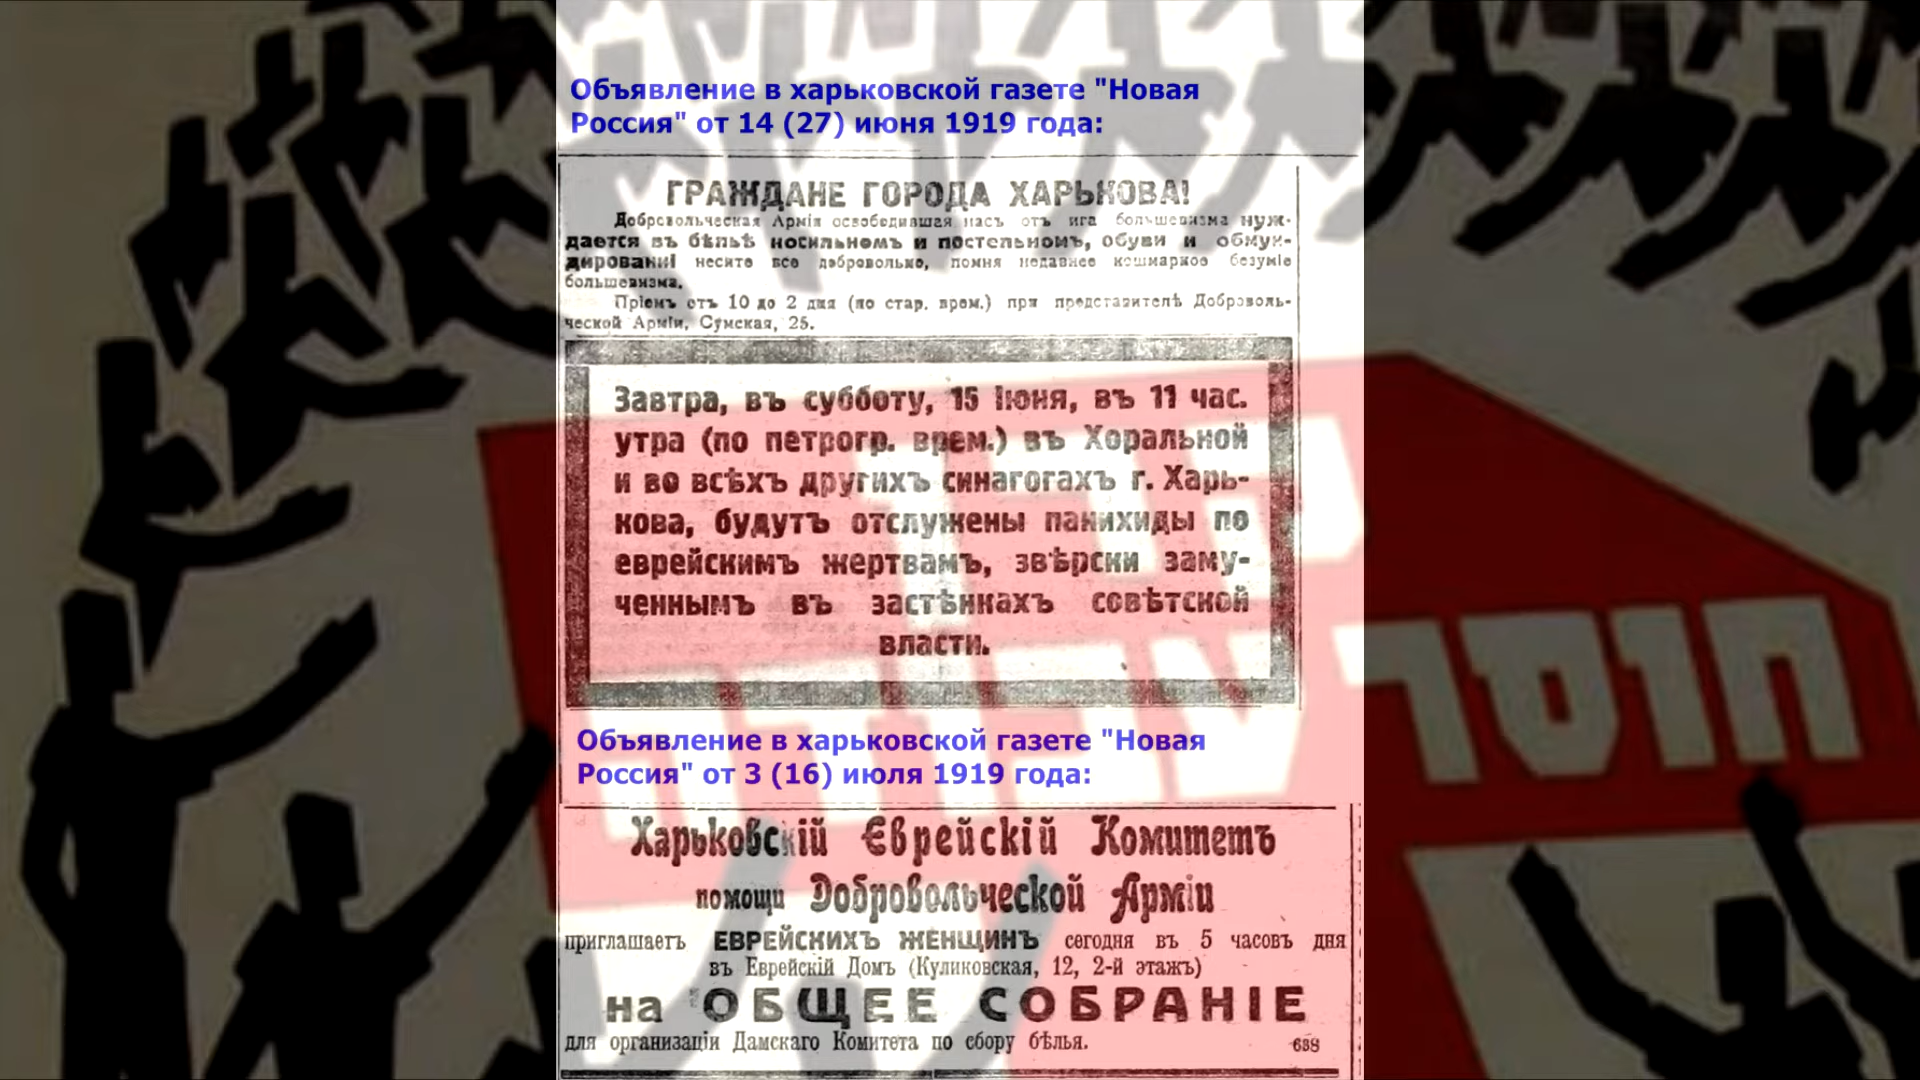 Объявление в харьковской газете "Новая
Россия" от 14 (27) июня 1919 года:
ГРАЖДАНЕ ГОРОДА ХАРЬКОВА!
Добровольческая Армія освободившая насъ отъ ига большевизма нуж-
дается въ бѣльѣ носильномъ и постельномъ, обуви и обмун-
дированіі несите все добровольно, помня недавнее кошмарное безуміе
большевизма.
Пріемъ отъ 10 до 2 дня (по стар. врем.) при представителѣ Доброволь-
ческой Арміи, Сумская, 25.
Завтра, въ субботу, 15 іюня, въ 11 час.
утра (по петрогр. врем.) въ Хоральной
и во всѣхъ другихъ синагогахъ г. Харь-
кова, будутъ отслужены панихиды по
еврейскимъ жертвамъ, звѣрски заму-
ченнымъ въ застѣнкахъ совѣтской
власти.
Объявление в харьковской газете "Новая
Россия" от 3 (16) июля 1919 года:
Харьковскій Еврейскій Комитетъ
помощи Добровольческой Арміи
приглашаетъ ЕВРЕЙСКИХЪ ЖЕНЩИНЪ сегодня въ 5 часовъ дня
въ Еврейскій Домъ (Куликовская, 12, 2-й этажъ)
на ОБЩЕЕ СОБРАНІЕ
для организаціи Дамскаго Комитета по сбору бѣлья. 638
חוסר
עבודה